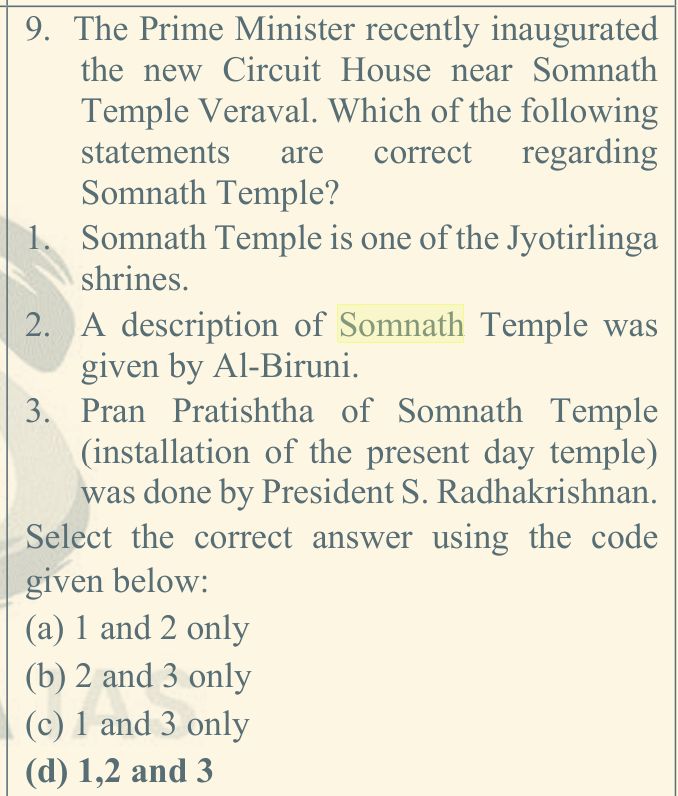 9. The Prime Minister recently inaugurated
the new Circuit House near Somnath
Temple Veraval. Which of the following
statements are correct regarding
Somnath Temple?
1. Somnath Temple is one of the Jyotirlinga
shrines.
2. A description of Somnath Temple was
given by Al-Biruni.
3. Pran Pratishtha of Somnath Temple
(installation of the present day temple)
was done by President S. Radhakrishnan.
Select the correct answer using the code
given below:
(a) 1 and 2 only
(b) 2 and 3 only
(c) 1 and 3 only
(d) 1,2 and 3